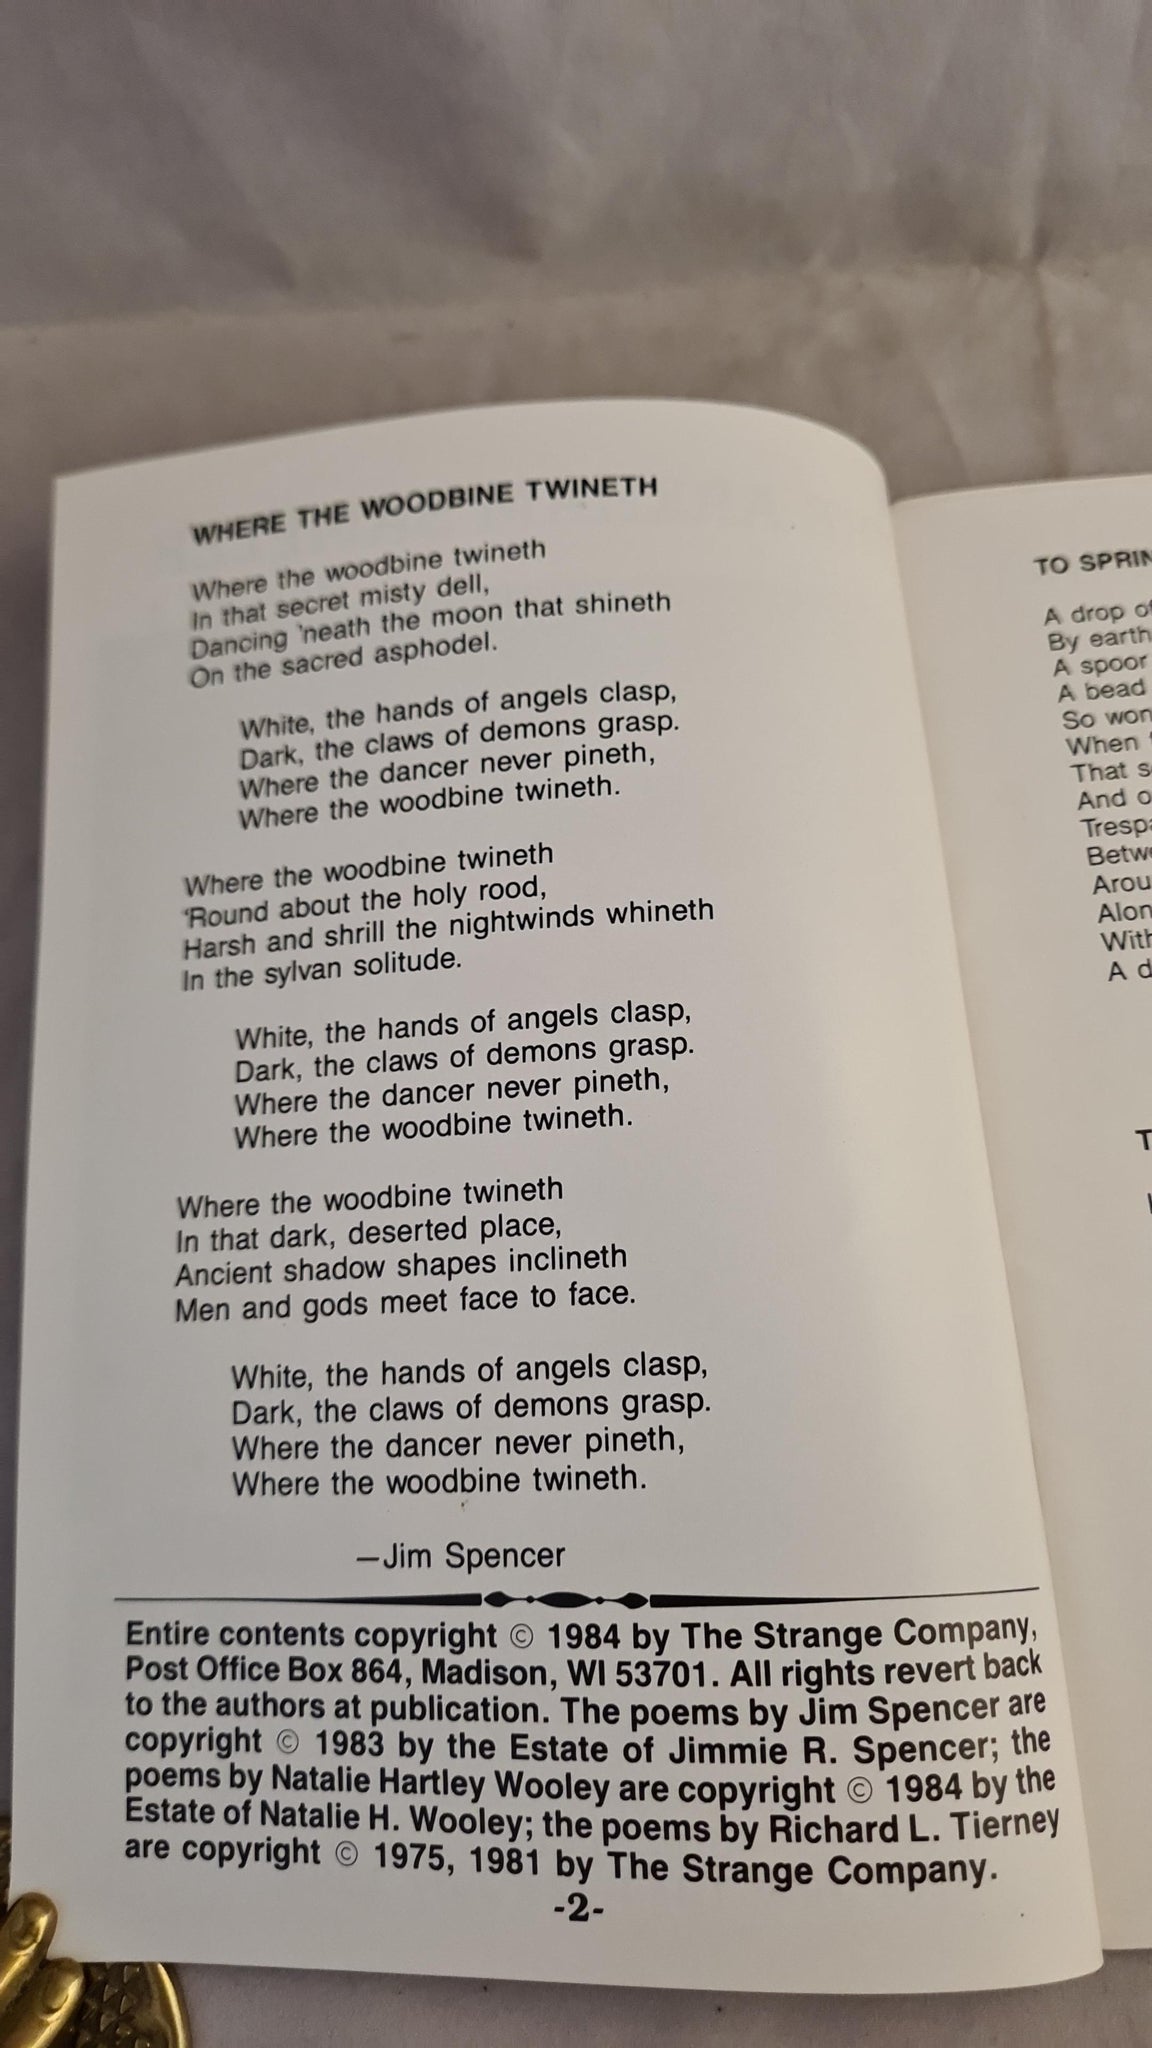 WHERE THE WOODBINE TWINETH
Where the woodbine twineth
In that secret misty dell,
Dancing 'neath the moon that shineth
On the sacred asphodel.
White, the hands of angels clasp,
Dark, the claws of demons grasp.
Where the dancer never pineth,
Where the woodbine twineth.
Where the woodbine twineth
'Round about the holy rood,
Harsh and shrill the nightwinds whineth
In the sylvan solitude.
White, the hands of angels clasp,
Dark, the claws of demons grasp.
Where the dancer never pineth,
Where the woodbine twineth.
Where the woodbine twineth
In that dark, deserted place,
Ancient shadow shapes inclineth
Men and gods meet face to face.
White, the hands of angels clasp,
Dark, the claws of demons grasp.
Where the dancer never pineth,
Where the woodbine twineth.
—Jim Spencer
Entire contents copyright © 1984 by The Strange Company,
Post Office Box 864, Madison, WI 53701. All rights revert back
to the authors at publication. The poems by Jim Spencer are
copyright © 1983 by the Estate of Jimmie R. Spencer; the
poems by Natalie Hartley Wooley are copyright © 1984 by the
Estate of Natalie H. Wooley; the poems by Richard L. Tierney
are copyright © 1975, 1981 by The Strange Company.
-2-
TO
A drop
By
A spoor
A bead
So
When
That
And
A